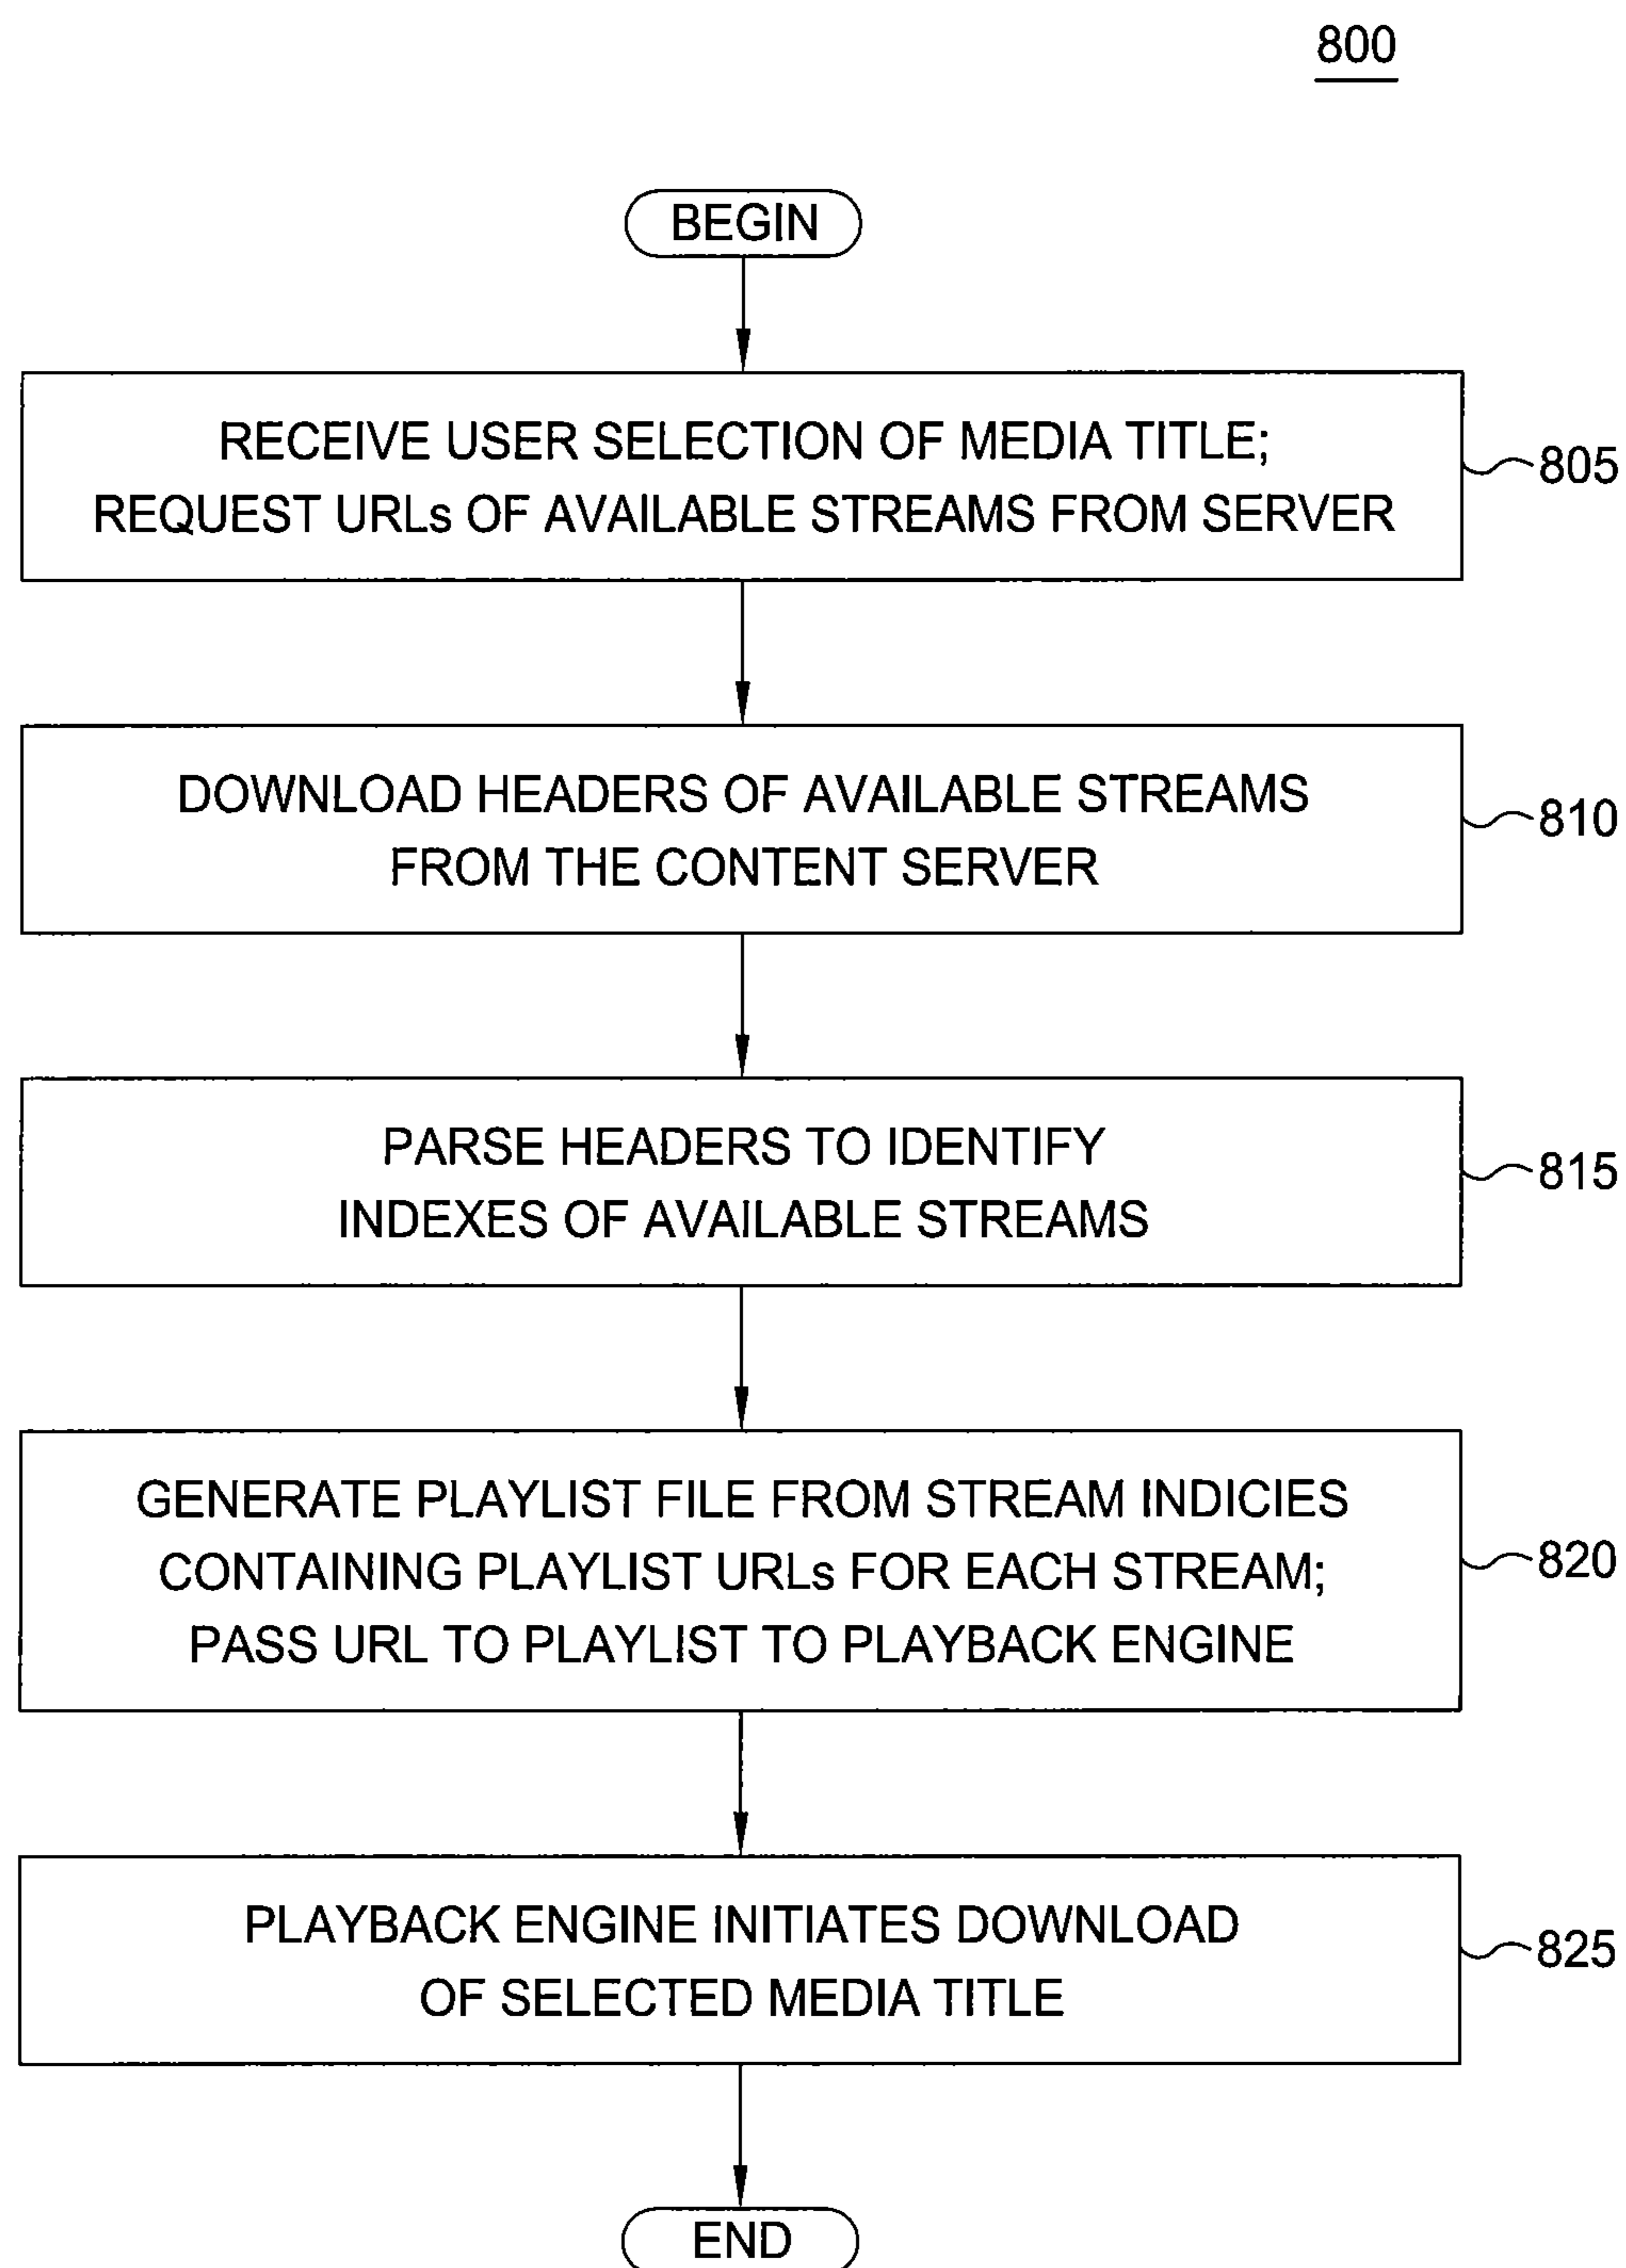 800
BEGIN
RECEIVE USER SELECTION OF MEDIA TITLE;
REQUEST URLs OF AVAILABLE STREAMS FROM SERVER
805
DOWNLOAD HEADERS OF AVAILABLE STREAMS
FROM THE CONTENT SERVER
810
PARSE HEADERS TO IDENTIFY
INDEXES OF AVAILABLE STREAMS
815
GENERATE PLAYLIST FILE FROM STREAM INDICIES
CONTAINING PLAYLIST URLs FOR EACH STREAM;
PASS URL TO PLAYLIST TO PLAYBACK ENGINE
820
PLAYBACK ENGINE INITIATES DOWNLOAD
OF SELECTED MEDIA TITLE
825
END